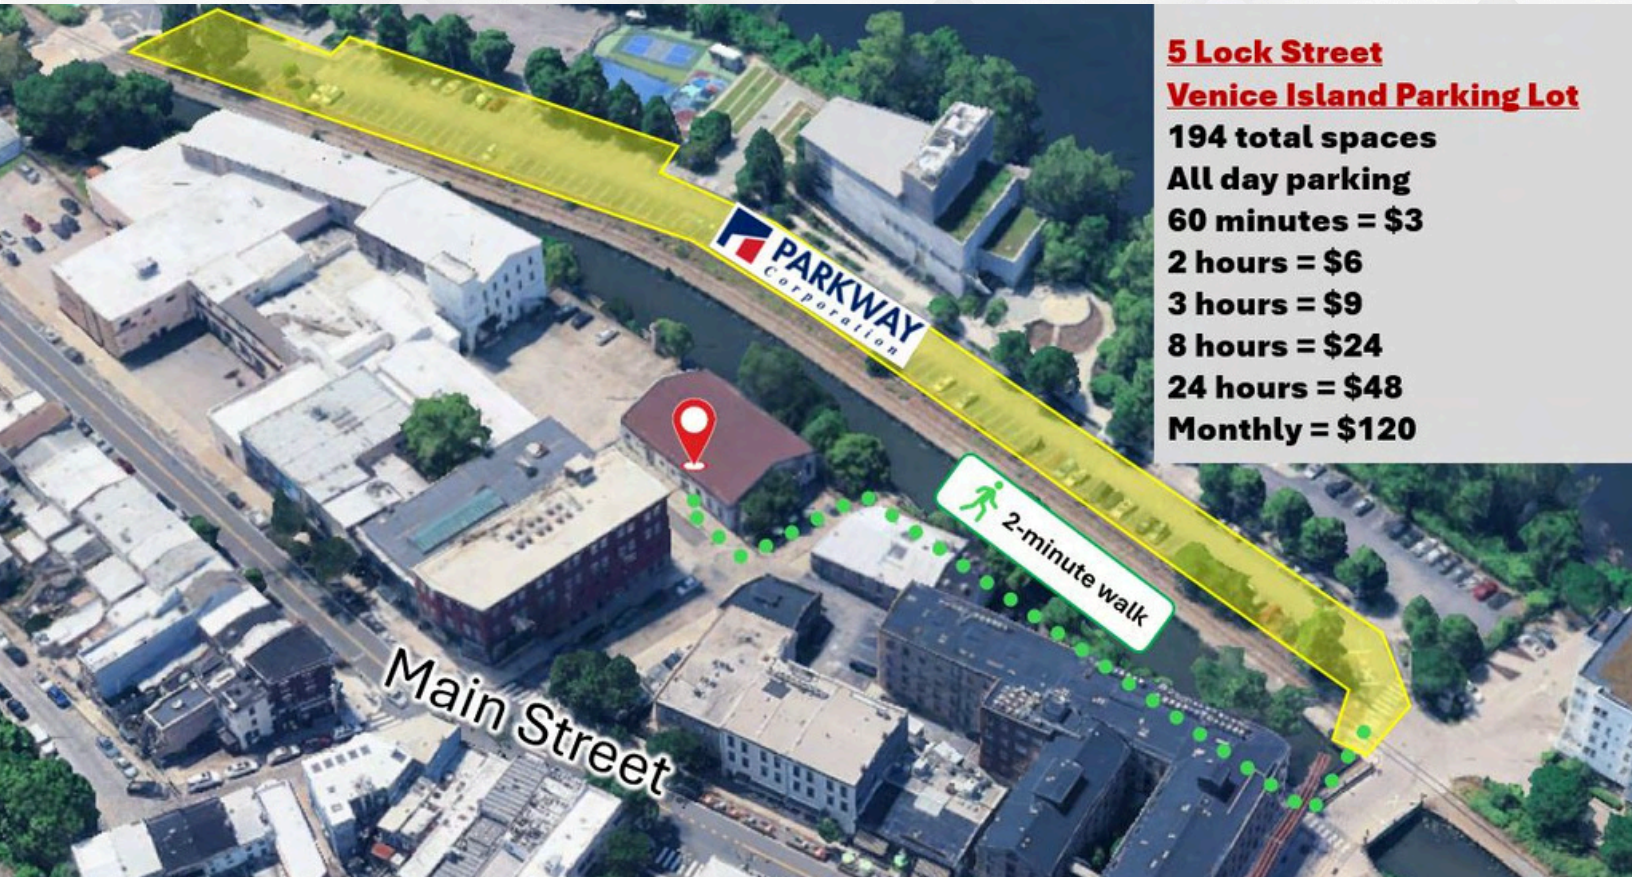 5 Lock Street
Venice Island Parking Lot
194 total spaces
All day parking
60 minutes = $3
2 hours = $6
3 hours = $9
8 hours = $24
24 hours = $48
Monthly = $120
PARKWAY
Corporation
2-minute walk
Main Street